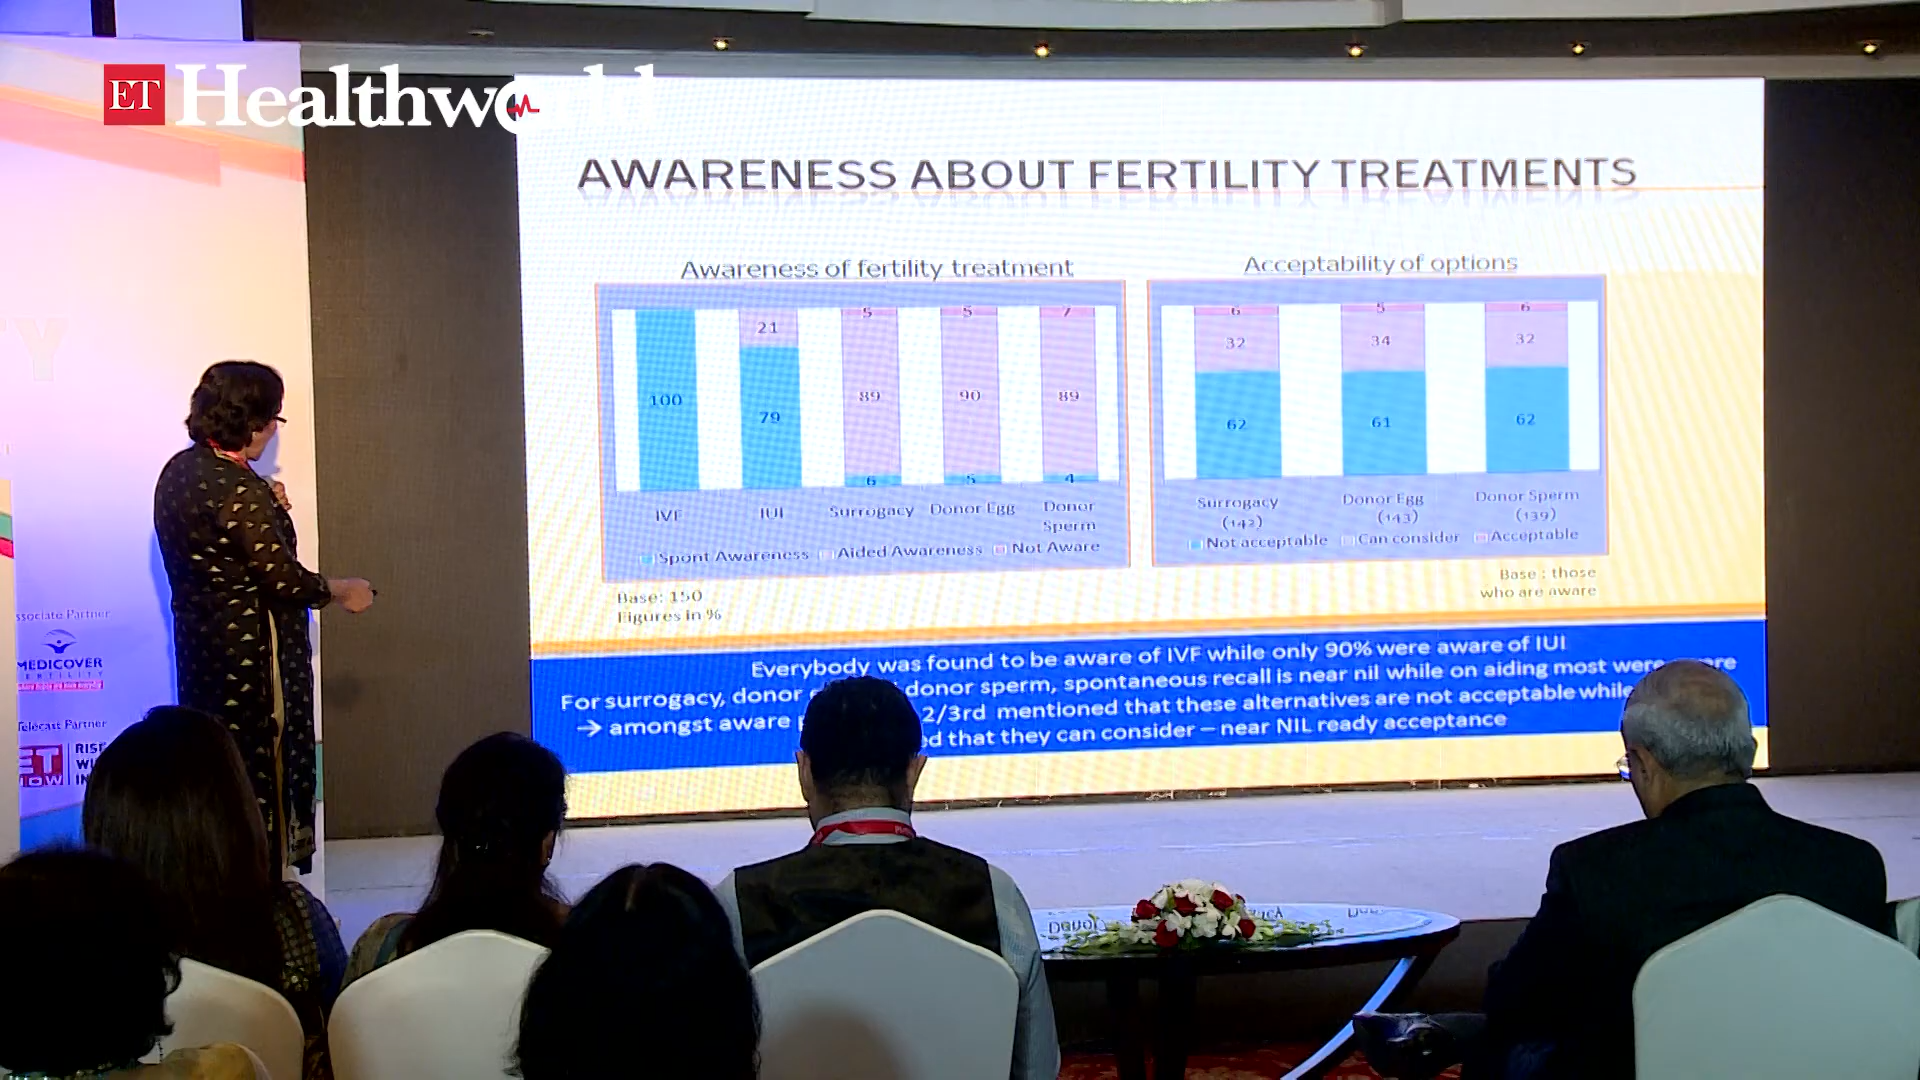 ET Healthworld
AWARENESS ABOUT FERTILITY TREATMENTS
Awareness of fertility treatment
100
21
79
5
89
6
5
90
5
7
89
4
IVF
IUI
Surrogacy
Donor Egg
Donor
Sperm
Spont Awareness
Aided Awareness
Not Aware
Base: 150
Figures in %
Acceptability of options
6
32
62
5
34
61
6
32
62
Surrogacy
(142)
Donor Egg
(143)
Donor Sperm
(139)
Not acceptable
Can consider
Acceptable
Base : those
who are aware
Everybody was found to be aware of IVF while only 90% were aware of IUI
For surrogacy, donor donor sperm, spontaneous recall is near nil while on aiding most were
→ amongst aware 2/3rd mentioned that these alternatives are not acceptable while
that they can consider – near NIL ready acceptance
ssociate Partner
MEDICOVER
FERTILITY
Telecast Partner
ET
NOW